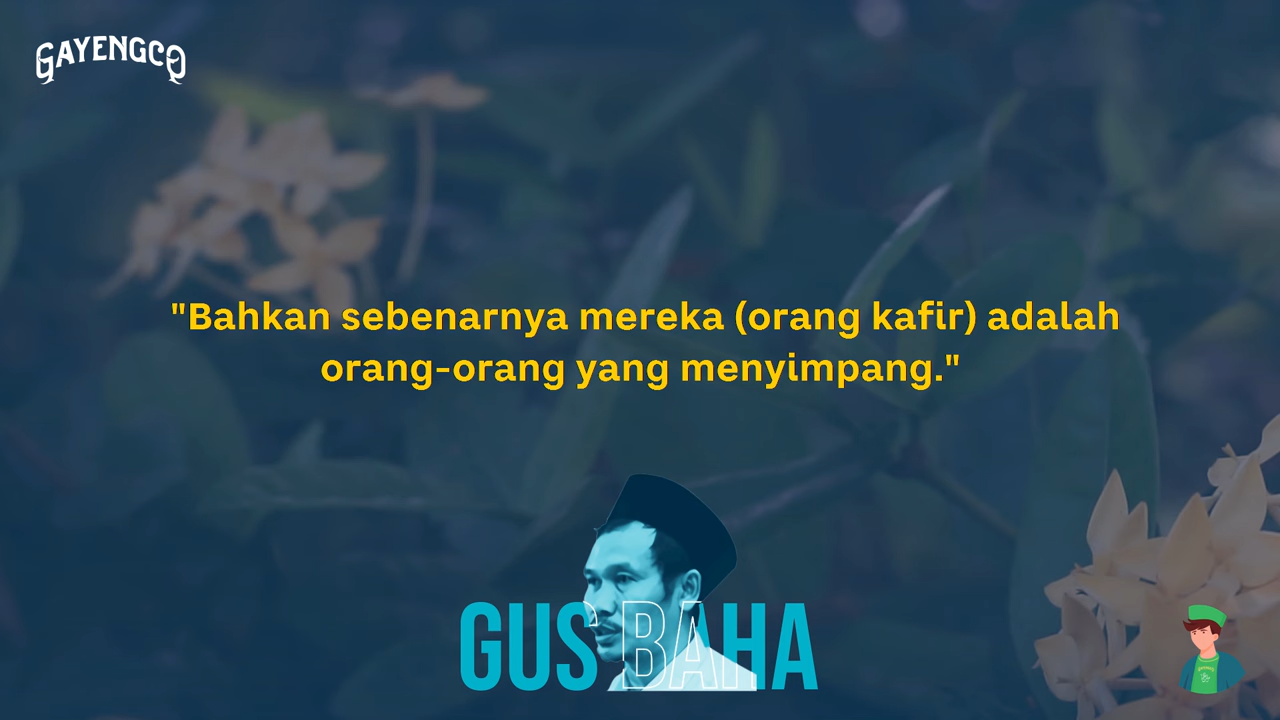 GAYENGCO
"Bahkan sebenarnya mereka (orang kafir) adalah
orang-orang yang menyimpang."
GUS BAHA